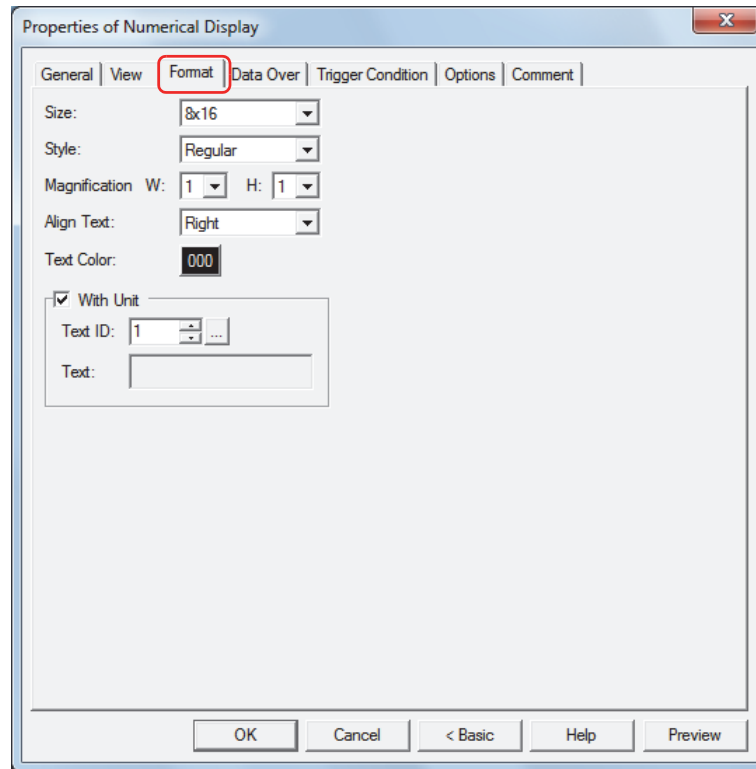 Properties of Numerical Display
General View Format Data Over Trigger Condition Options Comment
Size: 8x16
Style: Regular
Magnification W: 1 H: 1
Align Text: Right
Text Color: 000
With Unit
Text ID: 1 ...
Text:
OK Cancel < Basic Help Preview